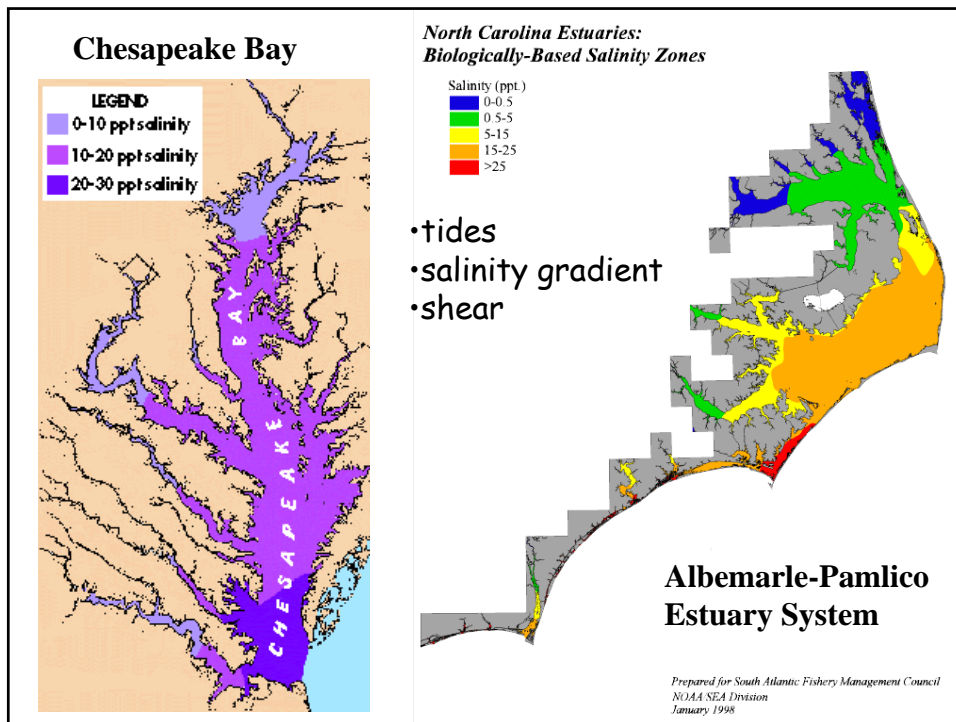 Chesapeake Bay
LEGEND
0-10 ppt salinity
10-20 ppt salinity
20-30 ppt salinity
CHESAPEAKE BAY
North Carolina Estuaries:
Biologically-Based Salinity Zones
Salinity (ppt.)
0-0.5
0.5-5
5-15
15-25
>25
•tides
•salinity gradient
•shear
Albemarle-Pamlico
Estuary System
Prepared for South Atlantic Fishery Management Council
NOAA/SEA Division
January 1998